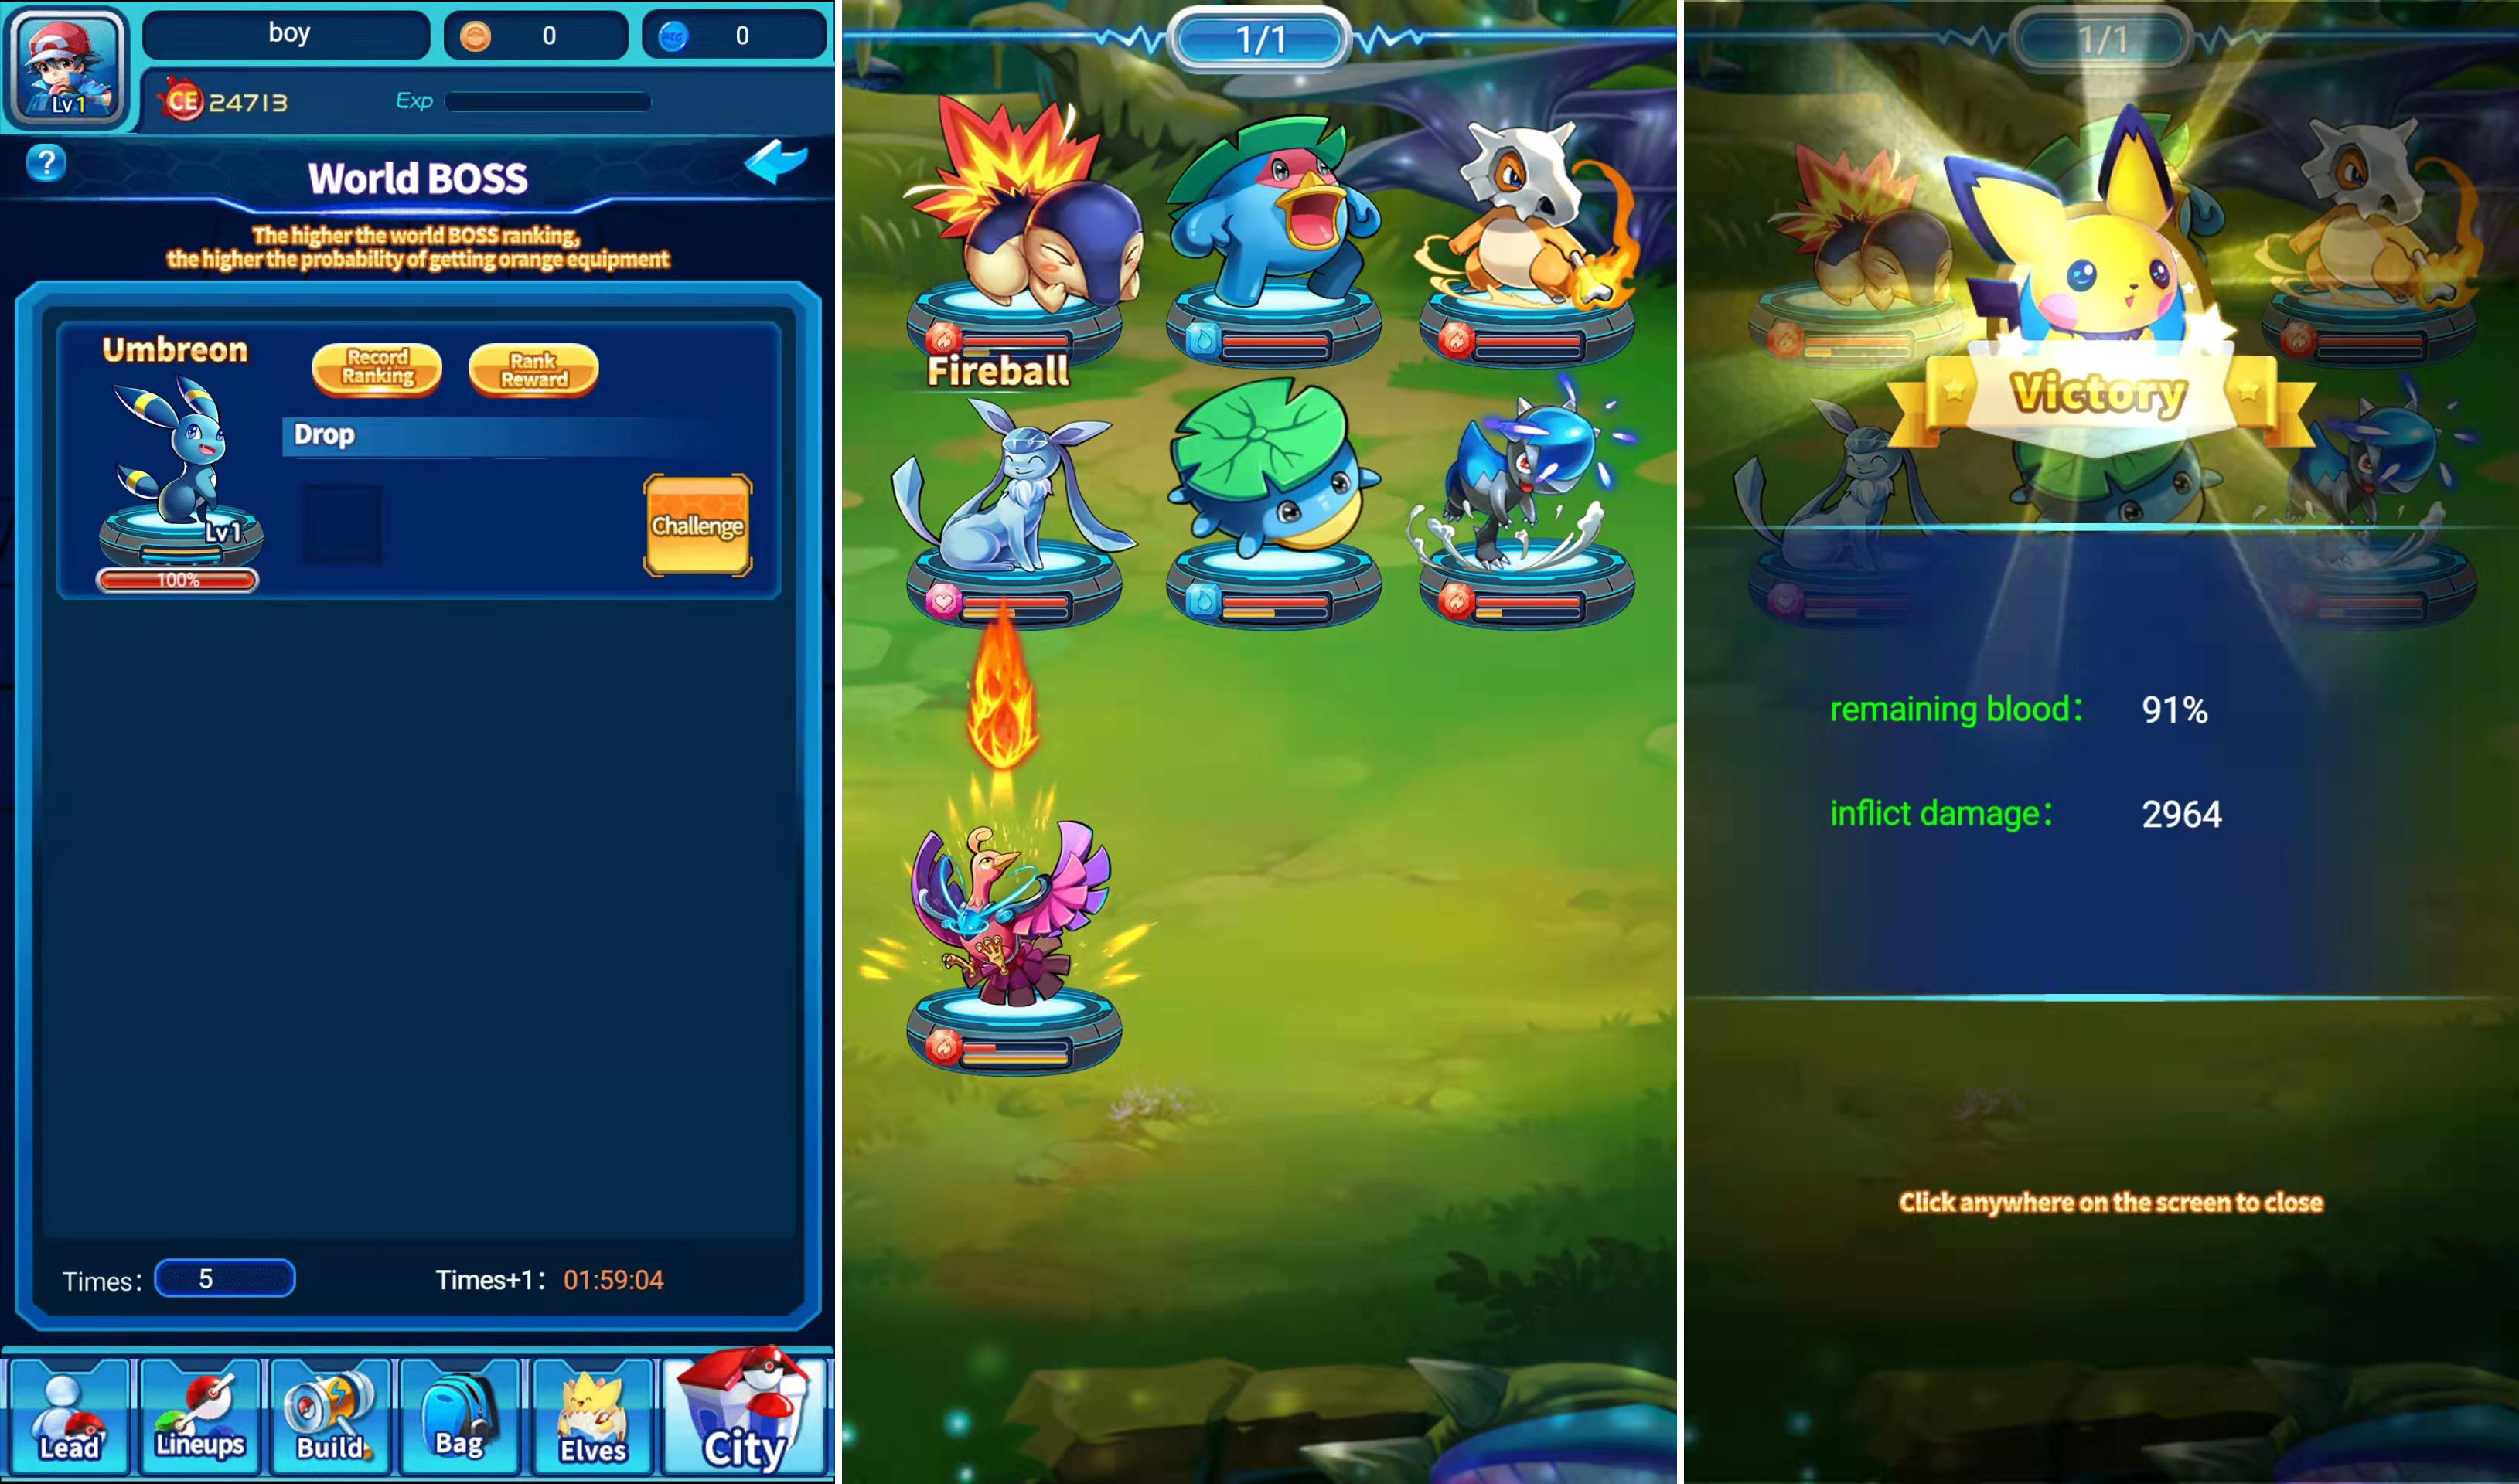 boy
0
0
Lv1
CE 24713
Exp
?
World BOSS
The higher the world BOSS ranking,
the higher the probability of getting orange equipment
Umbreon
Record
Ranking
Rank
Reward
Drop
Lv1
Challenge
100%
Times: 5
Times+1: 01:59:04
Lead
Lineups
Build
Bag
Elves
City
1/1
Fireball
1/1
Victory
remaining blood: 91%
inflict damage: 2964
Click anywhere on the screen to close